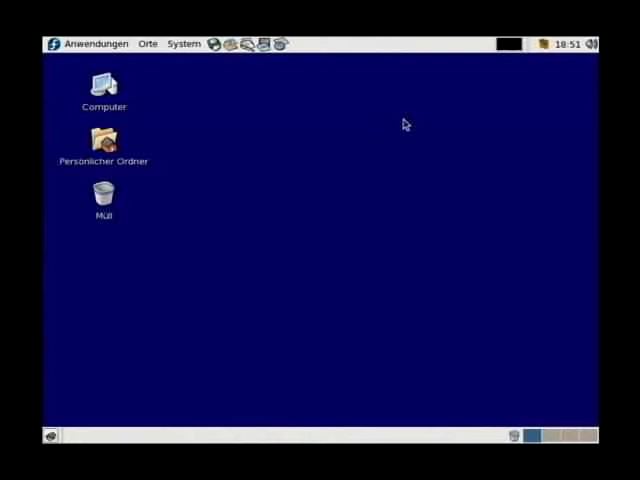 Anwendungen Orte System 18:51
Computer
Persönlicher Ordner
Müll